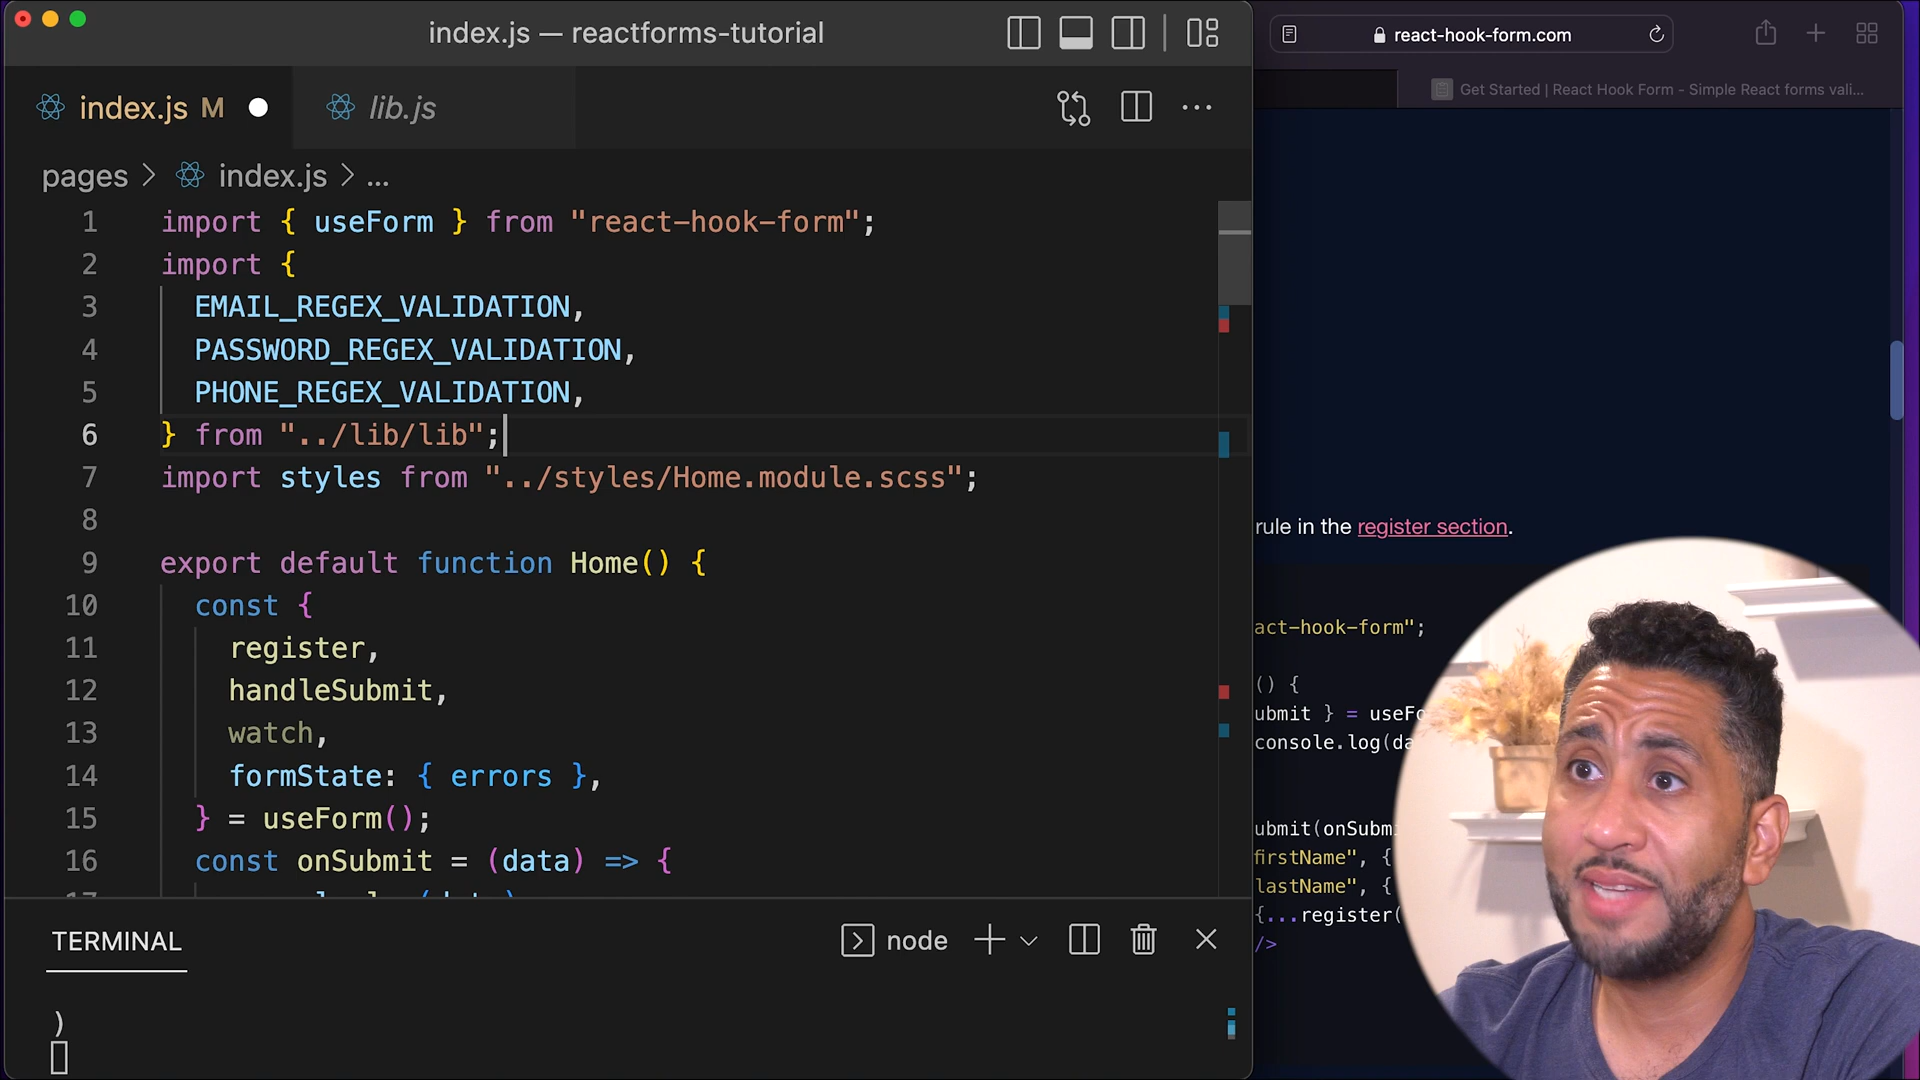 index.js — reactforms-tutorial
index.js M
lib.js
pages > index.js > ...
1 import { useForm } from "react-hook-form";
2 import {
3 EMAIL_REGEX_VALIDATION,
4 PASSWORD_REGEX_VALIDATION,
5 PHONE_REGEX_VALIDATION,
6 } from "../lib/lib";
7 import styles from "../styles/Home.module.scss";
8
9 export default function Home() {
10 const {
11 register,
12 handleSubmit,
13 watch,
14 formState: { errors },
15 } = useForm();
16 const onSubmit = (data) => {
TERMINAL
node
)
react-hook-form.com
Get Started | React Hook Form - Simple React forms vali...
rule in the register section.
act-hook-form";
() {
ubmit } = useFo
console.log(da
ubmit(onSubm
firstName", {
lastName", {
{...register(
/>